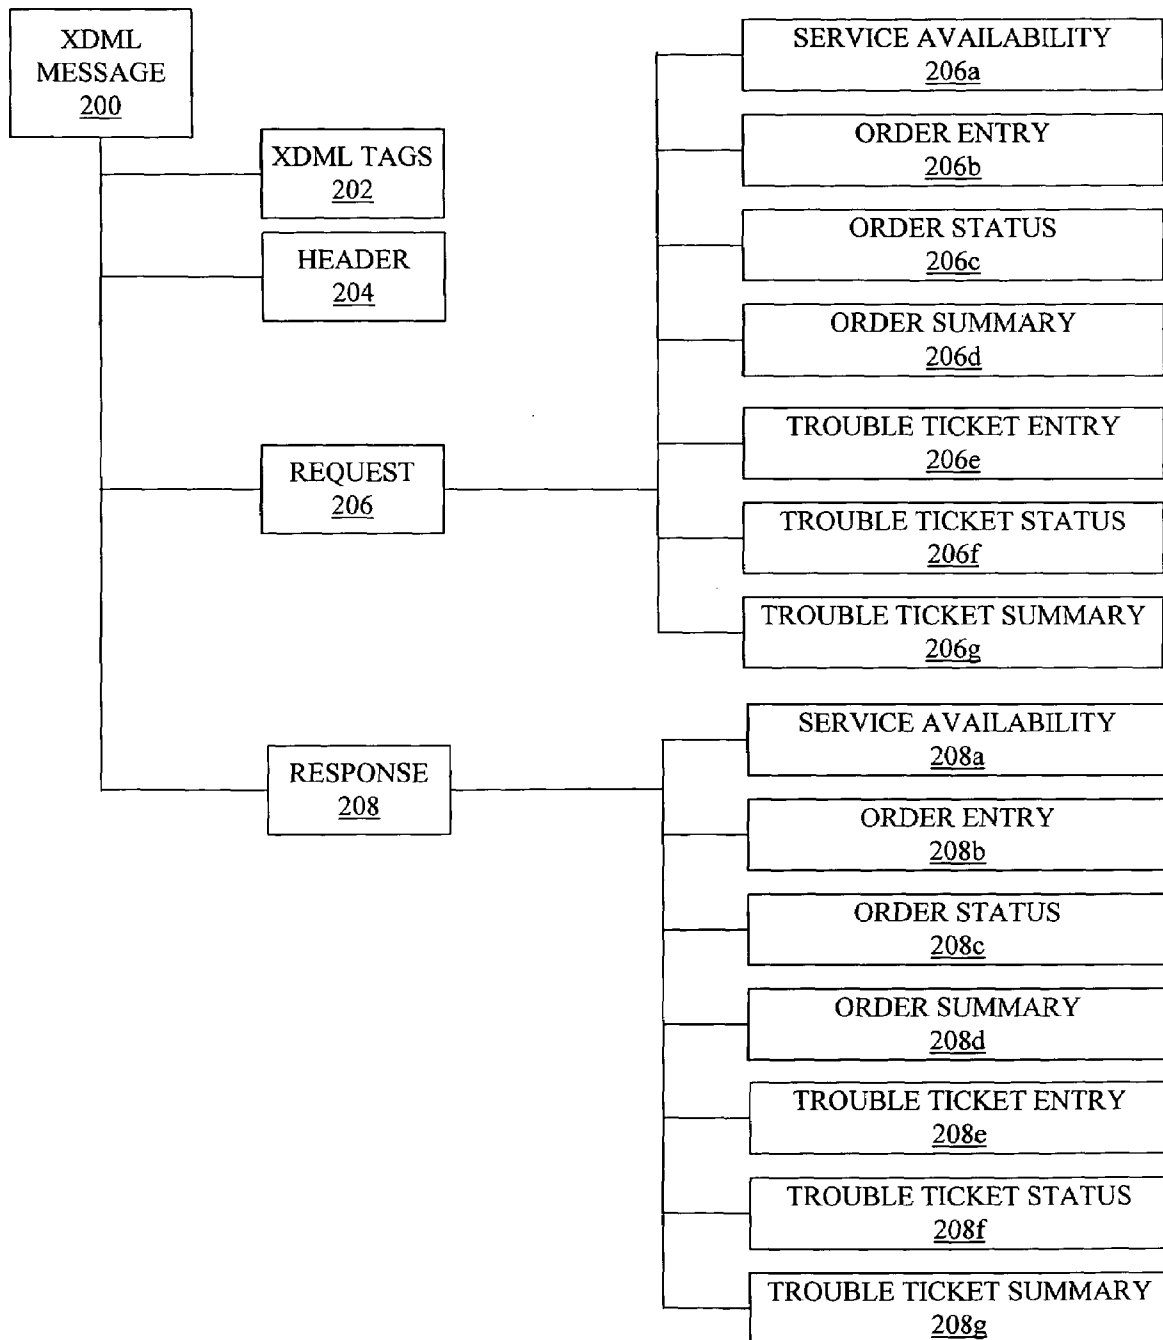 XDML
MESSAGE
200
XDML TAGS
202
HEADER
204
REQUEST
206
SERVICE AVAILABILITY
206a
ORDER ENTRY
206b
ORDER STATUS
206c
ORDER SUMMARY
206d
TROUBLE TICKET ENTRY
206e
TROUBLE TICKET STATUS
206f
TROUBLE TICKET SUMMARY
206g
RESPONSE
208
SERVICE AVAILABILITY
208a
ORDER ENTRY
208b
ORDER STATUS
208c
ORDER SUMMARY
208d
TROUBLE TICKET ENTRY
208e
TROUBLE TICKET STATUS
208f
TROUBLE TICKET SUMMARY
208g